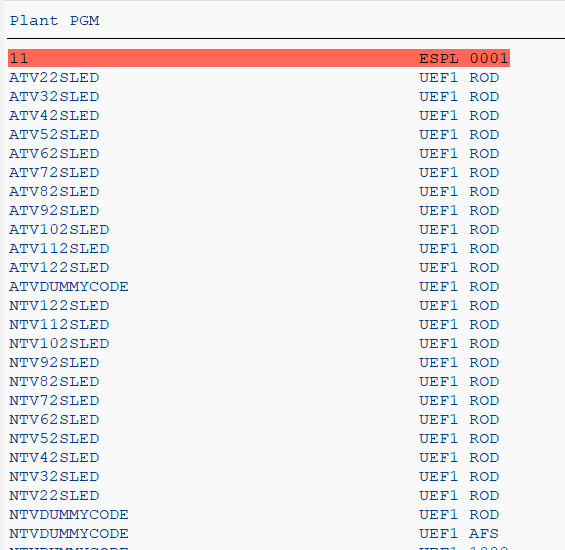 Plant PGM
11 ESPL 0001
ATV22SLED UEF1 ROD
ATV32SLED UEF1 ROD
ATV42SLED UEF1 ROD
ATV52SLED UEF1 ROD
ATV62SLED UEF1 ROD
ATV72SLED UEF1 ROD
ATV82SLED UEF1 ROD
ATV92SLED UEF1 ROD
ATV102SLED UEF1 ROD
ATV112SLED UEF1 ROD
ATV122SLED UEF1 ROD
ATVDUMMYCODE UEF1 ROD
NTV122SLED UEF1 ROD
NTV112SLED UEF1 ROD
NTV102SLED UEF1 ROD
NTV92SLED UEF1 ROD
NTV82SLED UEF1 ROD
NTV72SLED UEF1 ROD
NTV62SLED UEF1 ROD
NTV52SLED UEF1 ROD
NTV42SLED UEF1 ROD
NTV32SLED UEF1 ROD
NTV22SLED UEF1 ROD
NTVDUMMYCODE UEF1 ROD
NTVDUMMYCODE UEF1 AFS
NTVDUMMYCODE UEF1